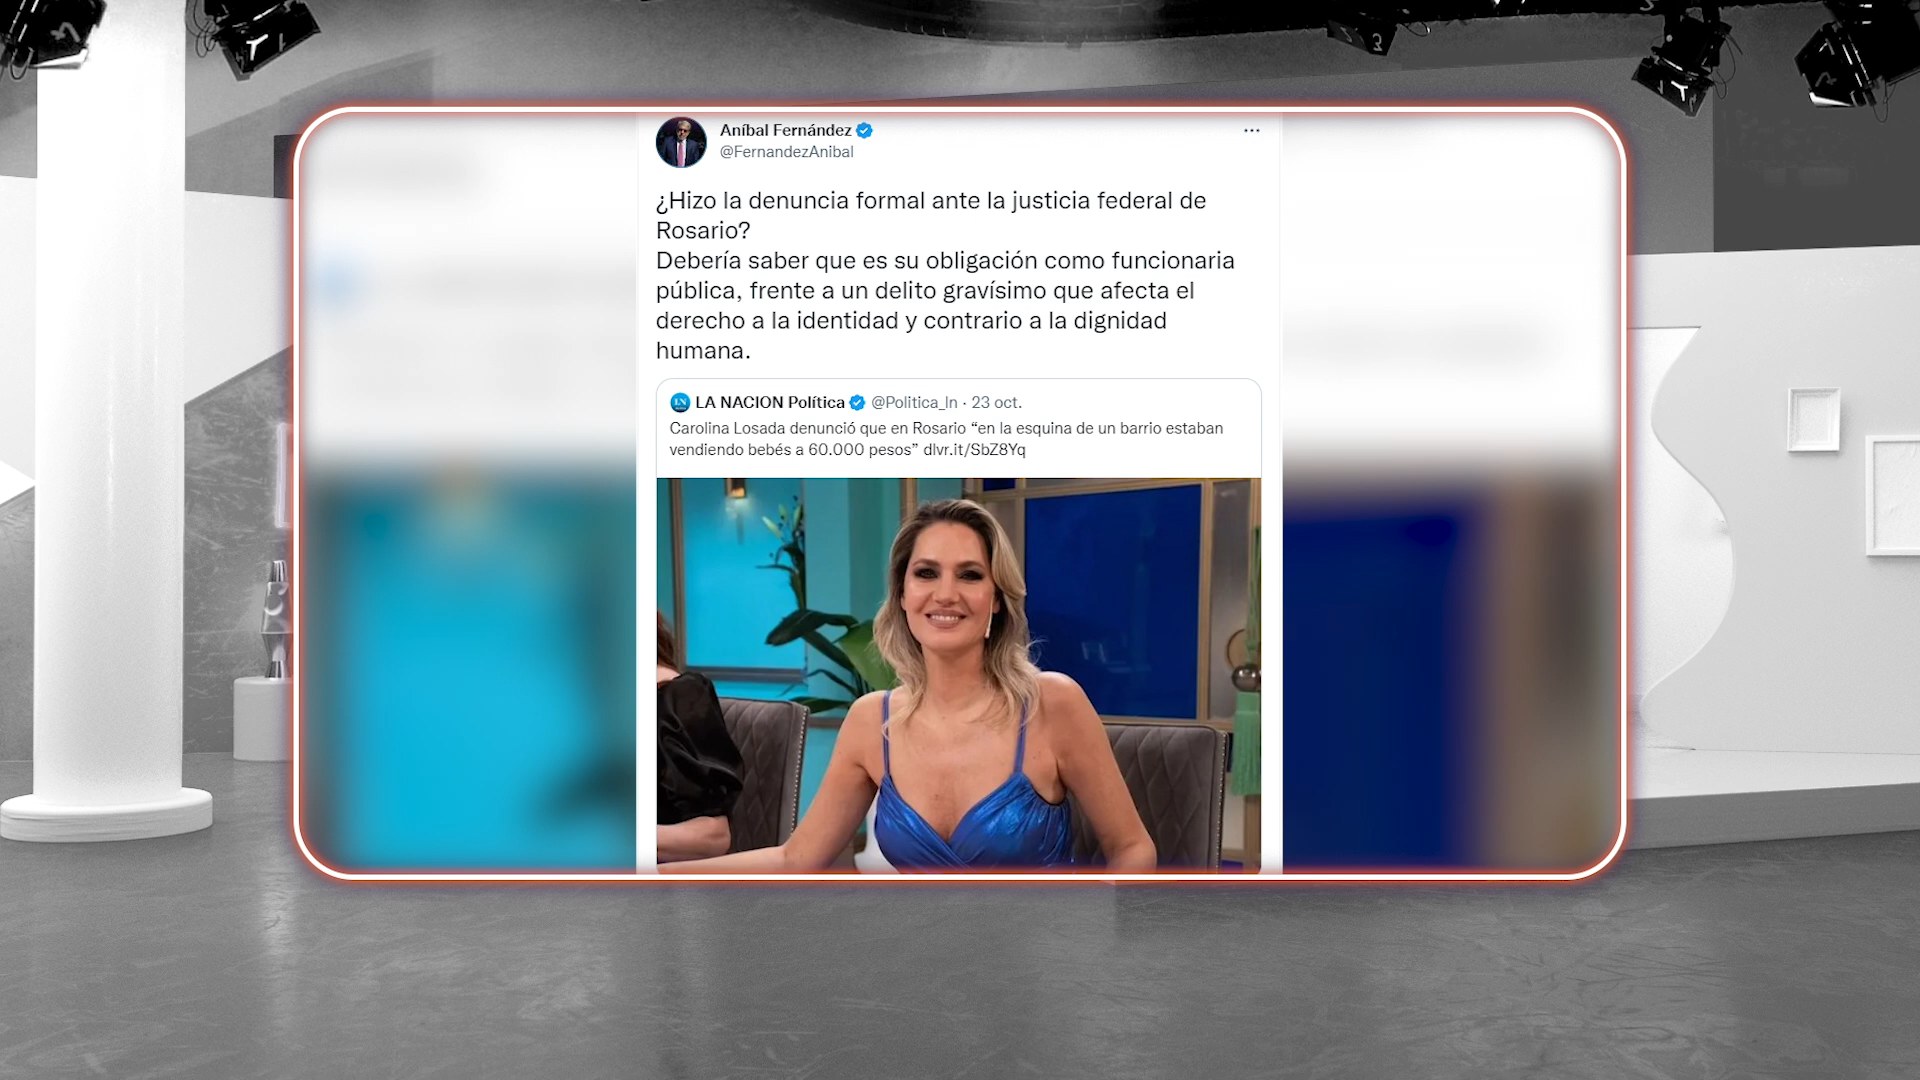 Aníbal Fernández
@FernandezAnibal
¿Hizo la denuncia formal ante la justicia federal de
Rosario?
Debería saber que es su obligación como funcionaria
pública, frente a un delito gravísimo que afecta el
derecho a la identidad y contrario a la dignidad
humana.
LN LA NACION Política @Politica_ln · 23 oct.
Carolina Losada denunció que en Rosario “en la esquina de un barrio estaban
vendiendo bebés a 60.000 pesos” dlvr.it/SbZ8Yq